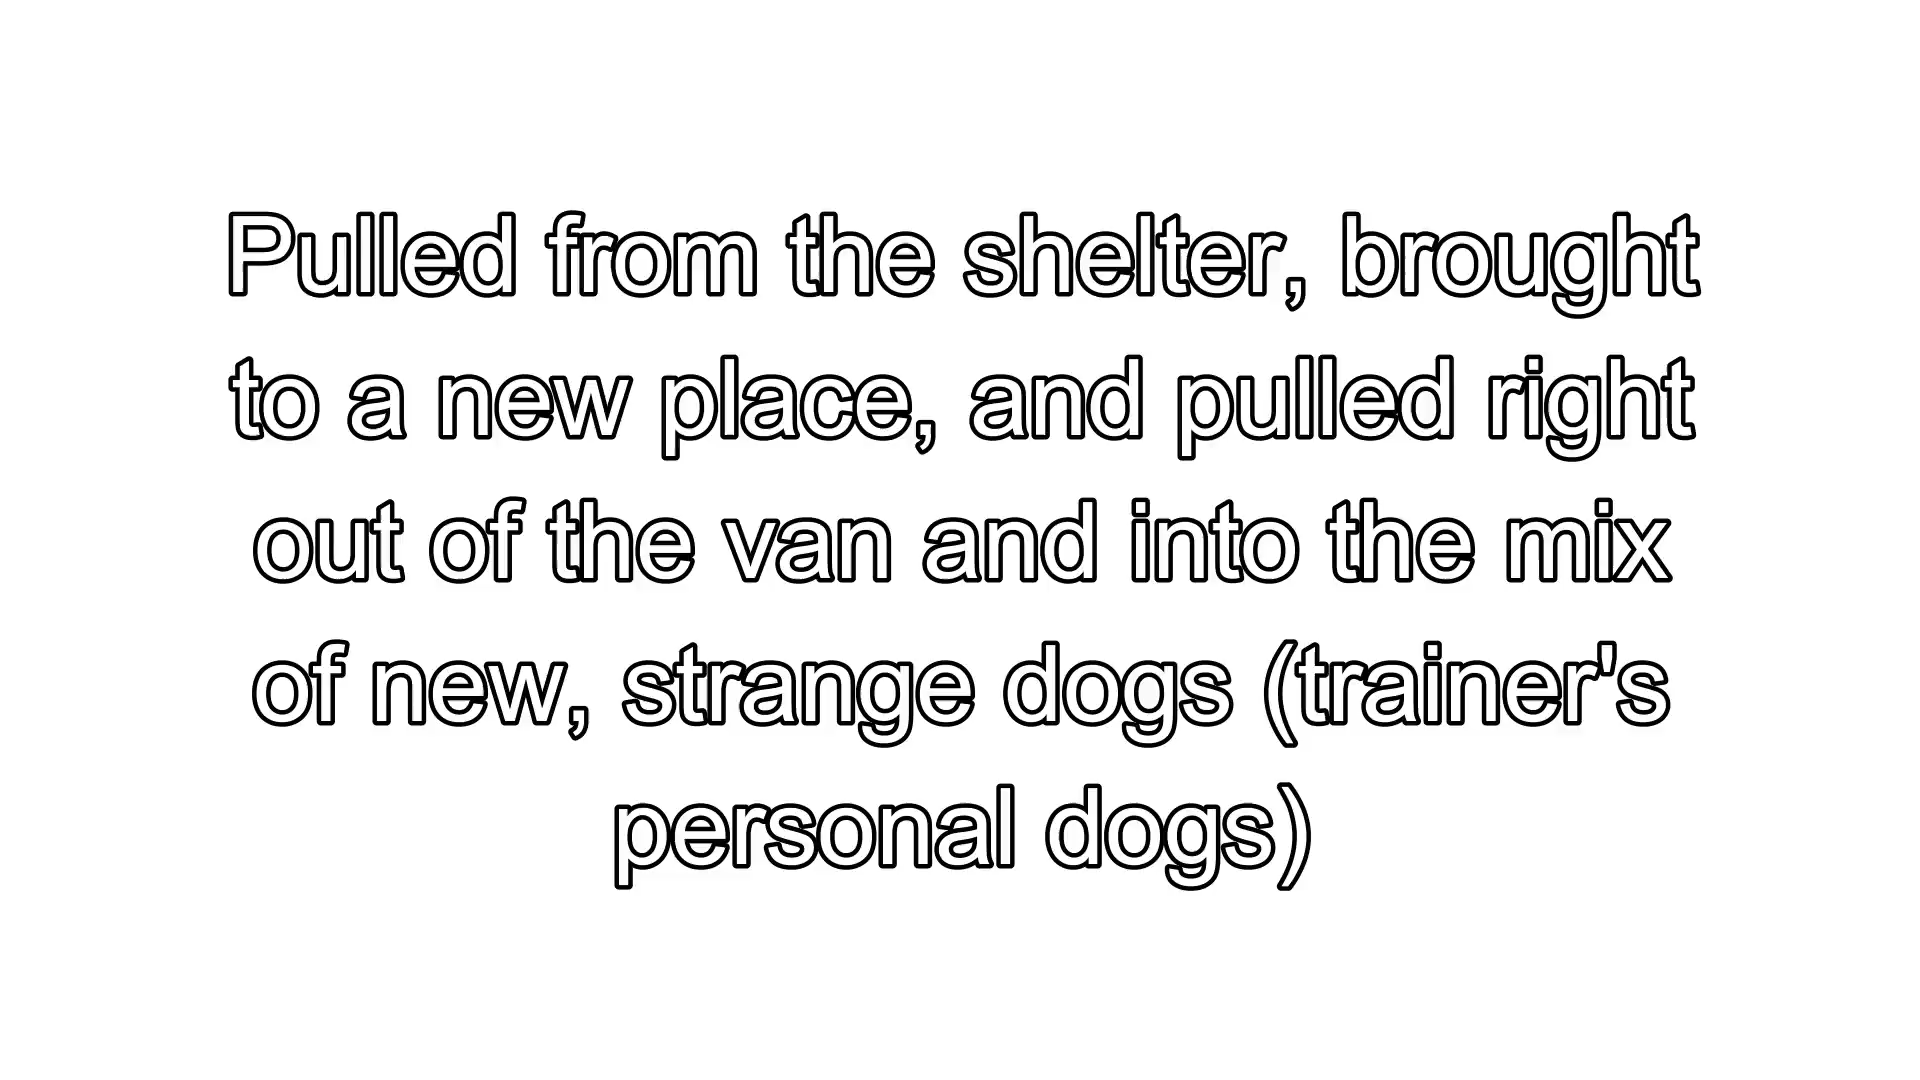 Pulled from the shelter, brought
to a new place, and pulled right
out of the van and into the mix
of new, strange dogs (trainer's
personal dogs)